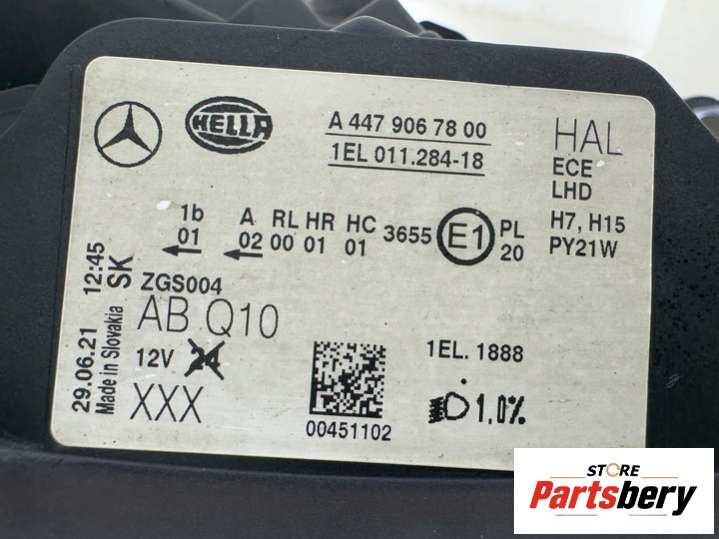 HELLA
A 447 906 78 00
1EL 011.284-18
HAL
ECE
LHD
H7, H15
PY21W
1b A RL HR HC 3655 E1 PL
01 02 00 01 01 20
ZGS004
AB Q10
12V 24
XXX
29.06.21 12:45
Made in Slovakia SK
00451102
1EL. 1888
1,0%
STORE
Partsbery